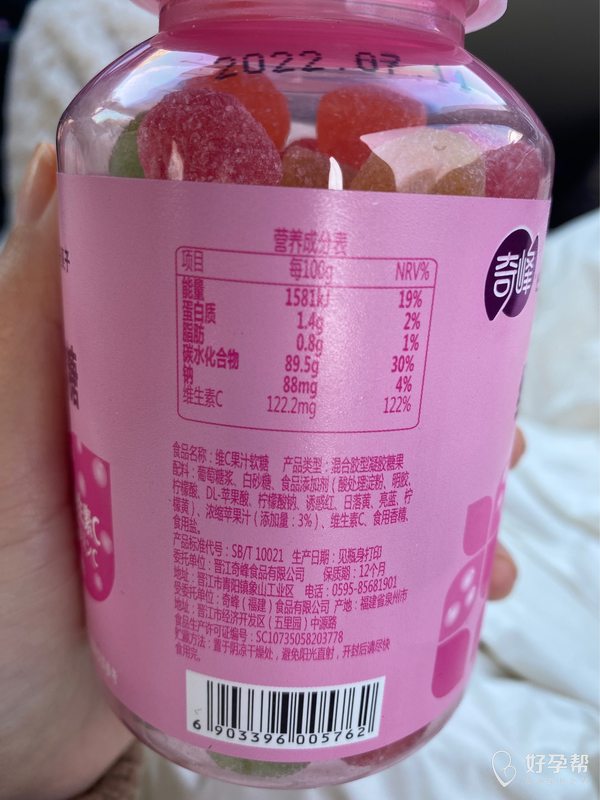 2022.07.11
营养成分表
项目 每100g NRV%
能量 1581kJ 19%
蛋白质 1.4g 2%
脂肪 0.8g 1%
碳水化合物 89.5g 30%
钠 88mg 4%
维生素C 122.2mg 122%
奇峰
糖
素C
食品名称：维C果汁软糖 产品类型：混合胶型凝胶糖果
配料：葡萄糖浆、白砂糖、食品添加剂（酸处理淀粉、明胶、
柠檬酸、DL-苹果酸、柠檬酸钠、诱惑红、日落黄、亮蓝、柠
檬黄）、浓缩苹果汁（添加量：3%）、维生素C、食用香精、
食用盐。
产品标准代号：SB/T 10021 生产日期：见瓶身打印
委托单位：晋江奇峰食品有限公司 保质期：12个月
地址：晋江市青阳镇象山工业区 电话：0595-85681901
受委托单位：奇峰（福建）食品有限公司 产地：福建省泉州市
地址：晋江市经济开发区（五里园）中源路
食品生产许可证编号：SC10735058203778
贮藏方法：置于阴凉干燥处，避免阳光直射，开封后请尽快
食用完。
6 903396 005762
好孕帮